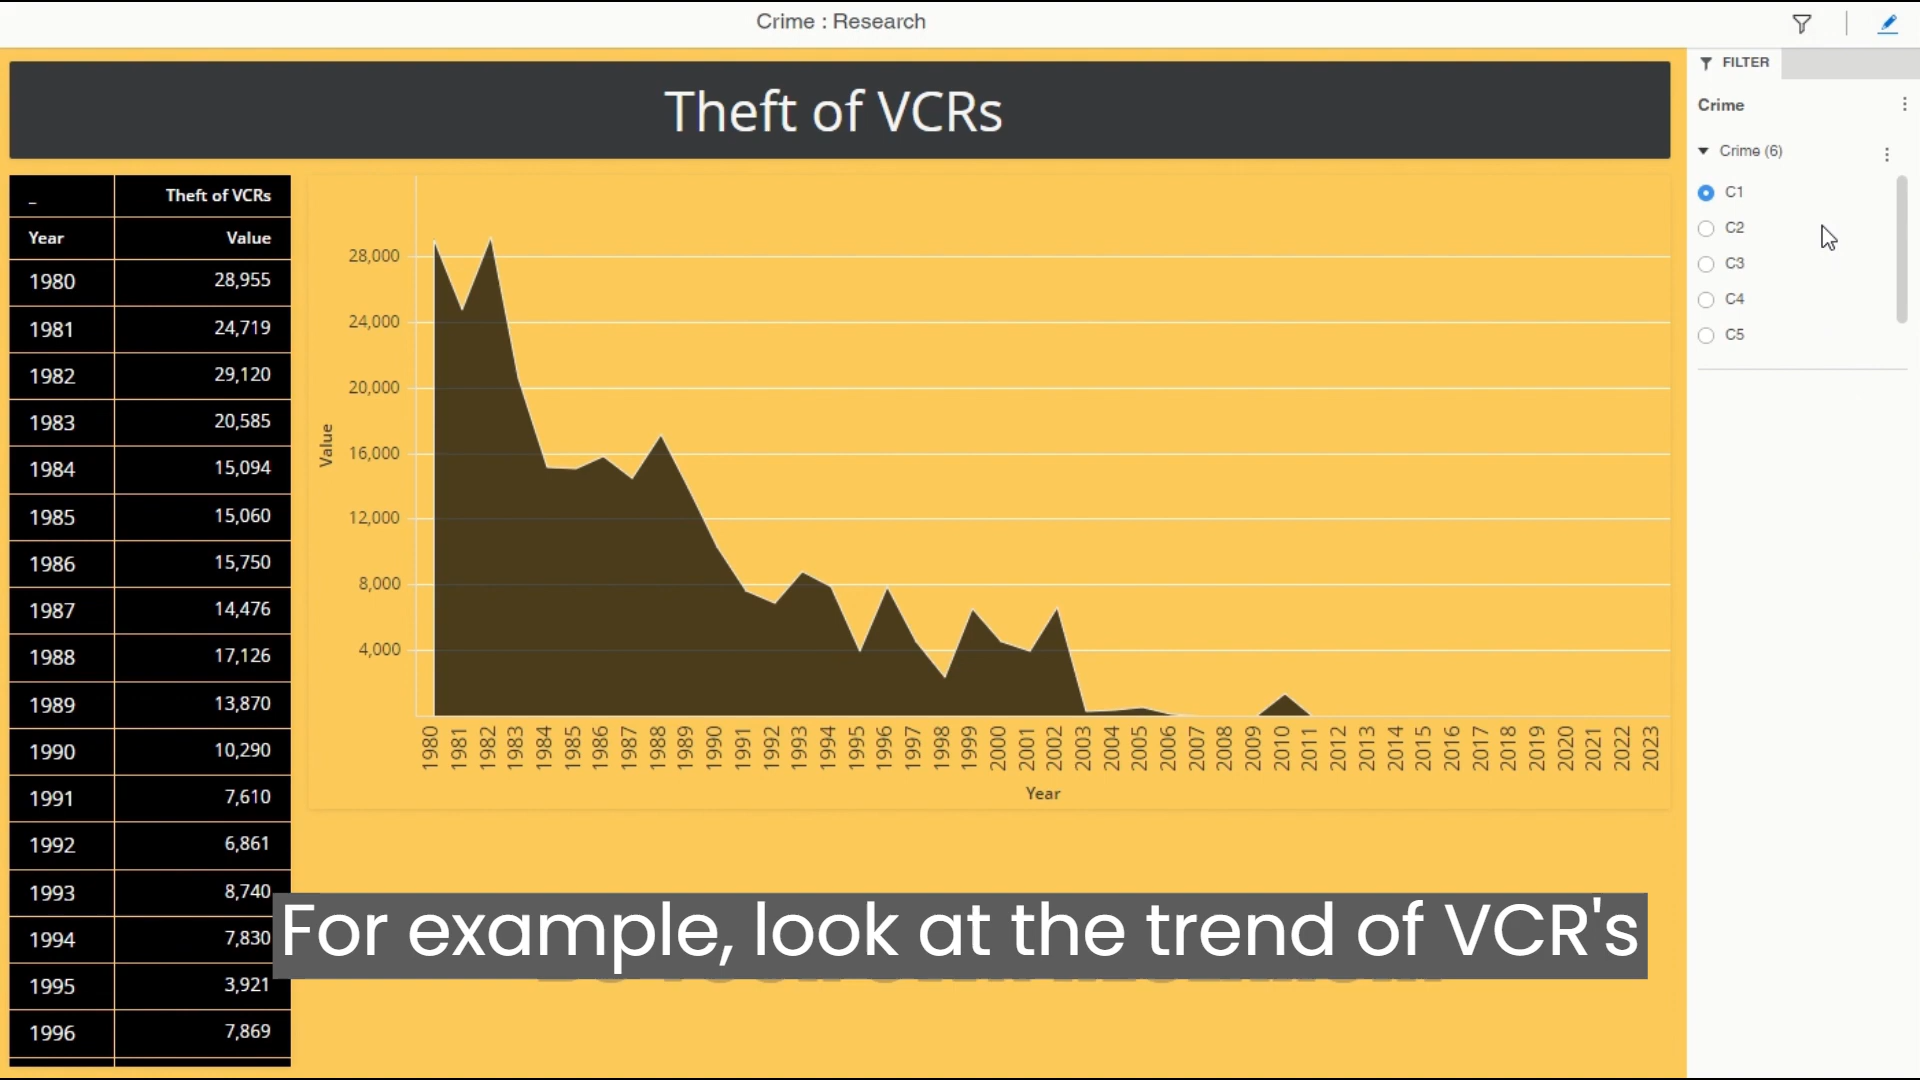 Crime : Research
FILTER
Theft of VCRs
Crime
Crime (6)
C1
C2
C3
C4
C5
_ Theft of VCRs
Year Value
1980 28,955
1981 24,719
1982 29,120
1983 20,585
1984 15,094
1985 15,060
1986 15,750
1987 14,476
1988 17,126
1989 13,870
1990 10,290
1991 7,610
1992 6,861
1993 8,740
1994 7,830
1995 3,921
1996 7,869
Value
28,000
24,000
20,000
16,000
12,000
8,000
4,000
1980 1981 1982 1983 1984 1985 1986 1987 1988 1989 1990 1991 1992 1993 1994 1995 1996 1997 1998 1999 2000 2001 2002 2003 2004 2005 2006 2007 2008 2009 2010 2011 2012 2013 2014 2015 2016 2017 2018 2019 2020 2021 2022 2023
Year
For example, look at the trend of VCR's